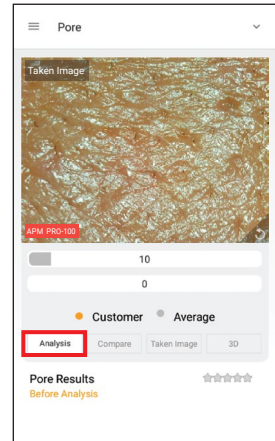 Pore
Taken Image
APM PRO-100
10
0
Customer Average
Analysis Compare Taken Image 3D
Pore Results
Before Analysis